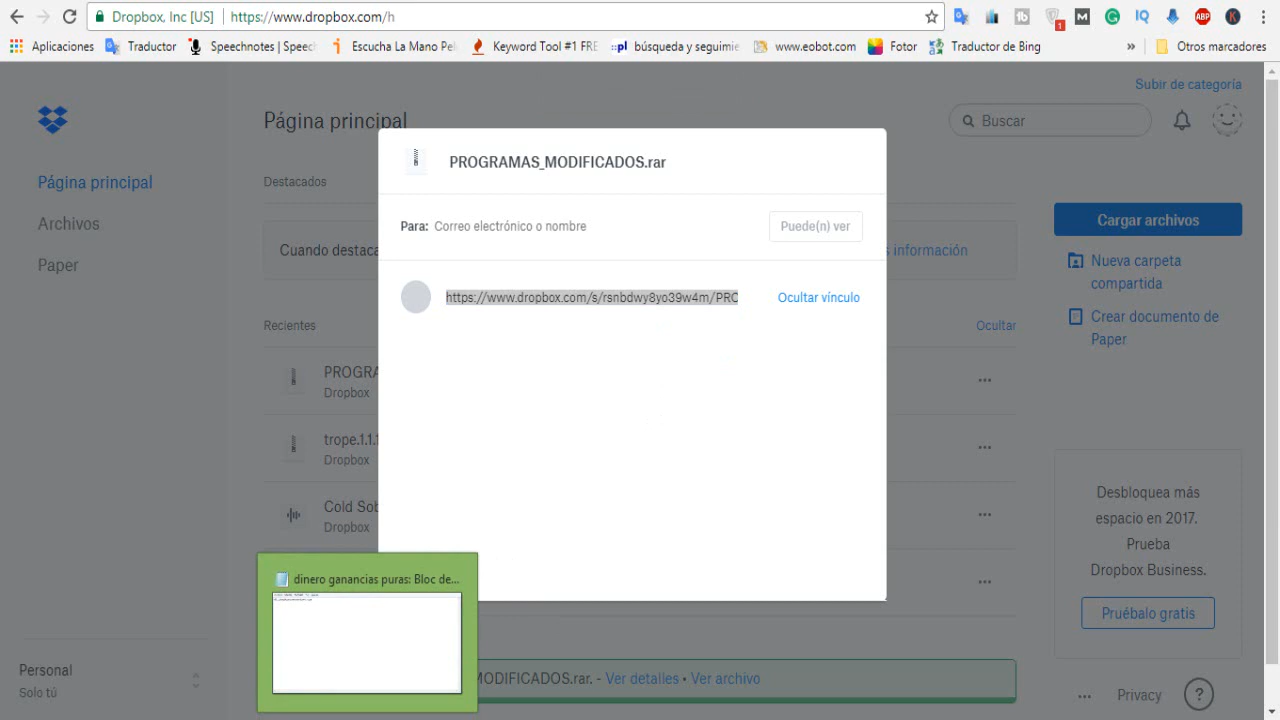 Dropbox, Inc [US] https://www.dropbox.com/h
Aplicaciones Traductor Speechnotes | Speech Escucha La Mano Pel Keyword Tool #1 FRE búsqueda y seguimie www.eobot.com Fotor Traductor de Bing » Otros marcadores
Subir de categoría
Página principal
Buscar
Página principal
Archivos
Paper
Destacados
Cuando destaca
s información
PROGRAMAS_MODIFICADOS.rar
Para: Correo electrónico o nombre
Puede(n) ver
https://www.dropbox.com/s/rsnbdwy8yo39w4m/PRO
Ocultar vínculo
Recientes
Ocultar
PROGRA
Dropbox
trope.1.1.1
Dropbox
Cold Sob
Dropbox
Cargar archivos
Nueva carpeta
compartida
Crear documento de
Paper
Desbloquea más
espacio en 2017.
Prueba
Dropbox Business.
Pruébalo gratis
dinero ganancias puras: Bloc de...
MODIFICADOS.rar. - Ver detalles • Ver archivo
Personal
Solo tú
Privacy
?